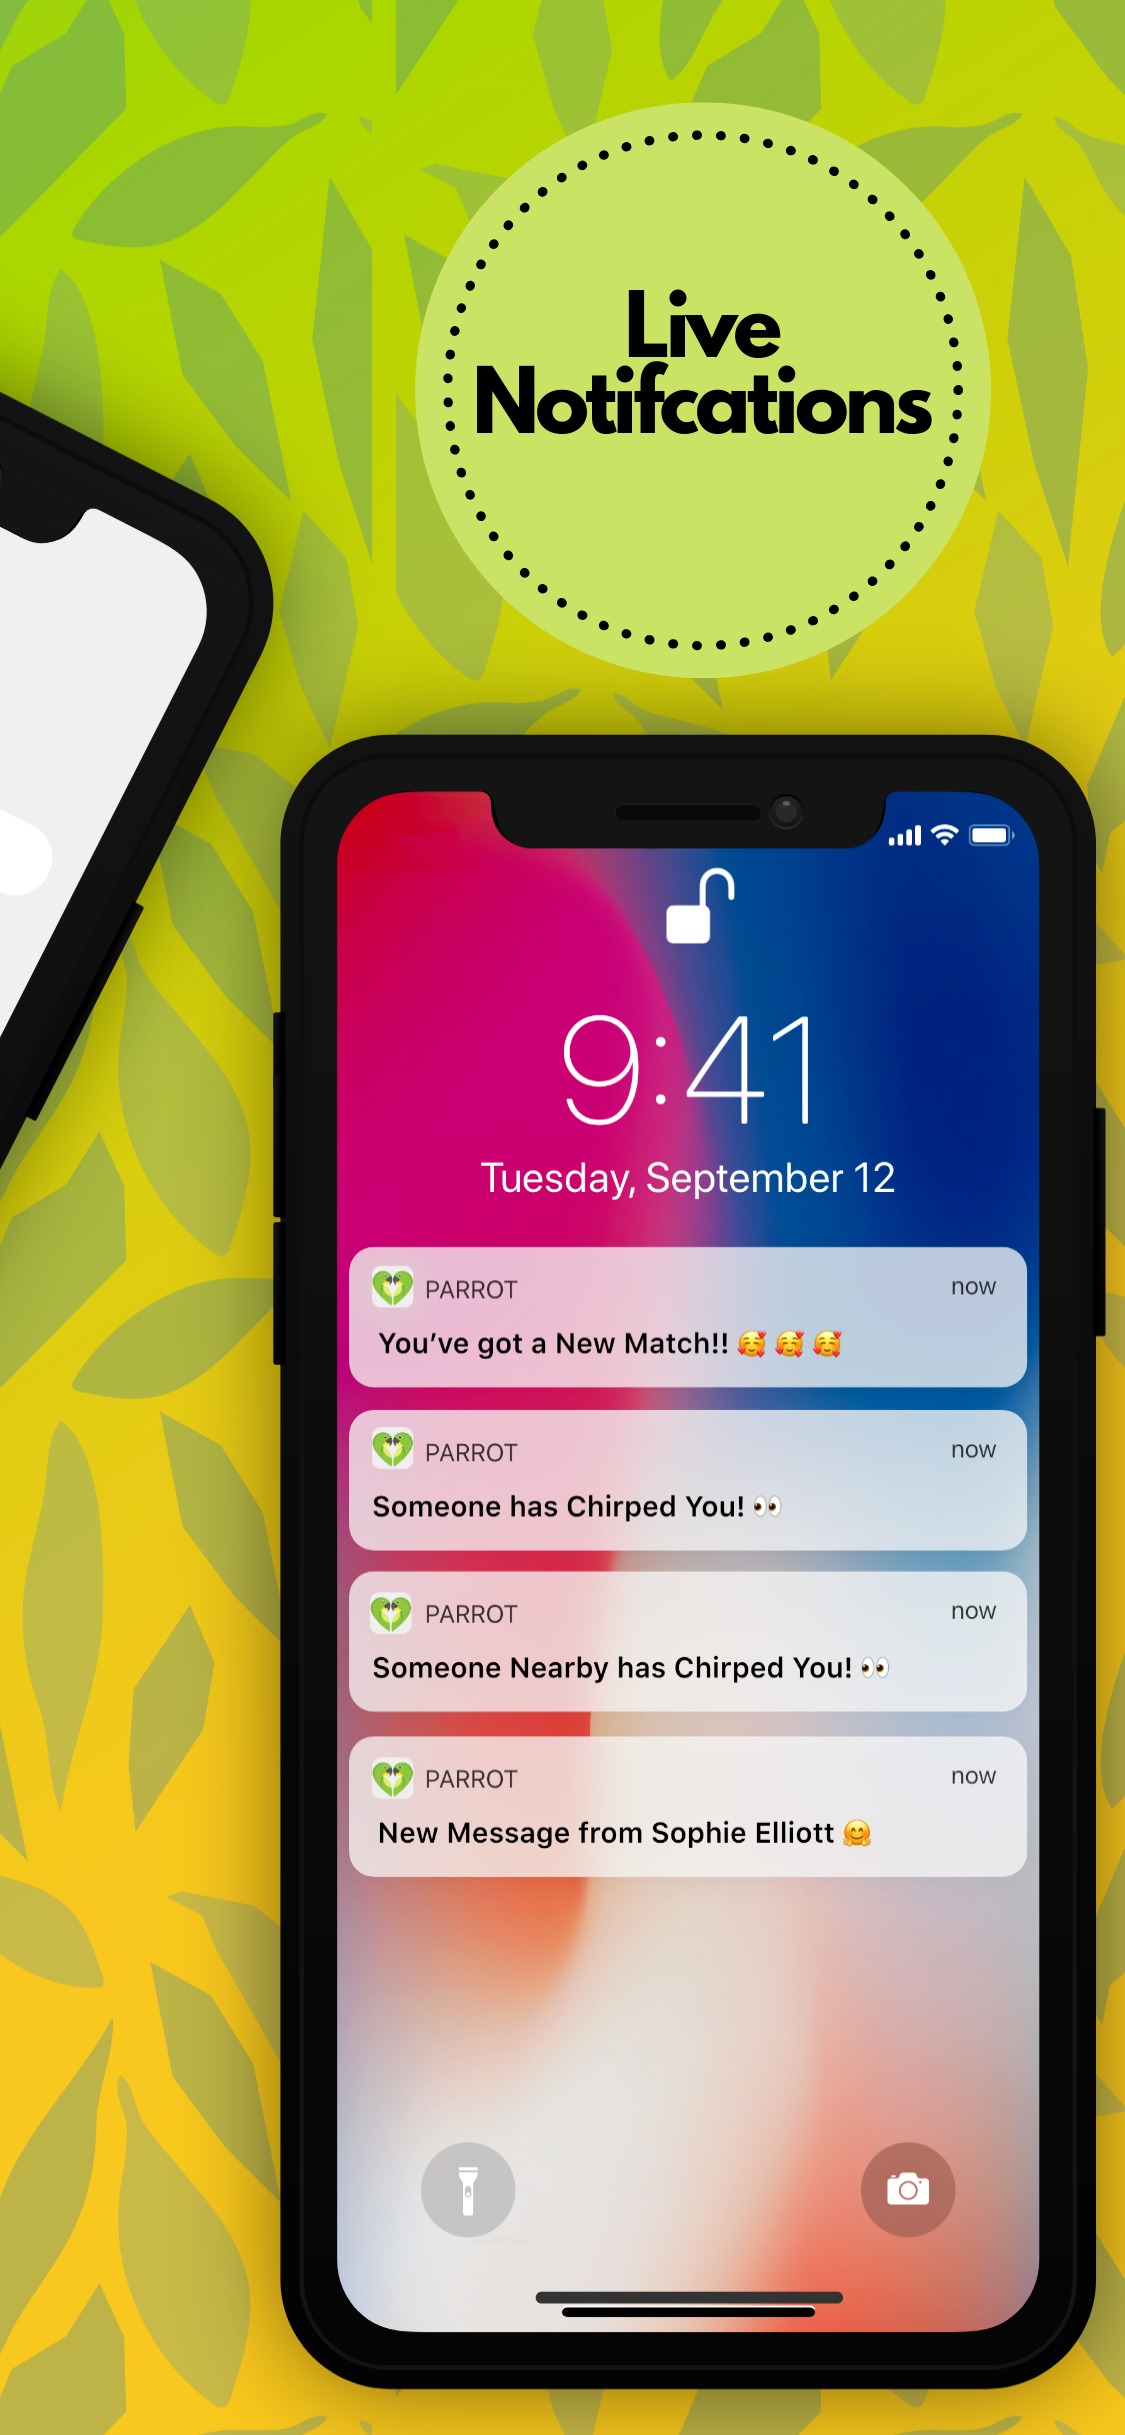 Live
Notifcations
9:41
Tuesday, September 12
PARROT
now
You’ve got a New Match!! 🥰 🥰 🥰
PARROT
now
Someone has Chirped You! 👀
PARROT
now
Someone Nearby has Chirped You! 👀
PARROT
now
New Message from Sophie Elliott 🤗